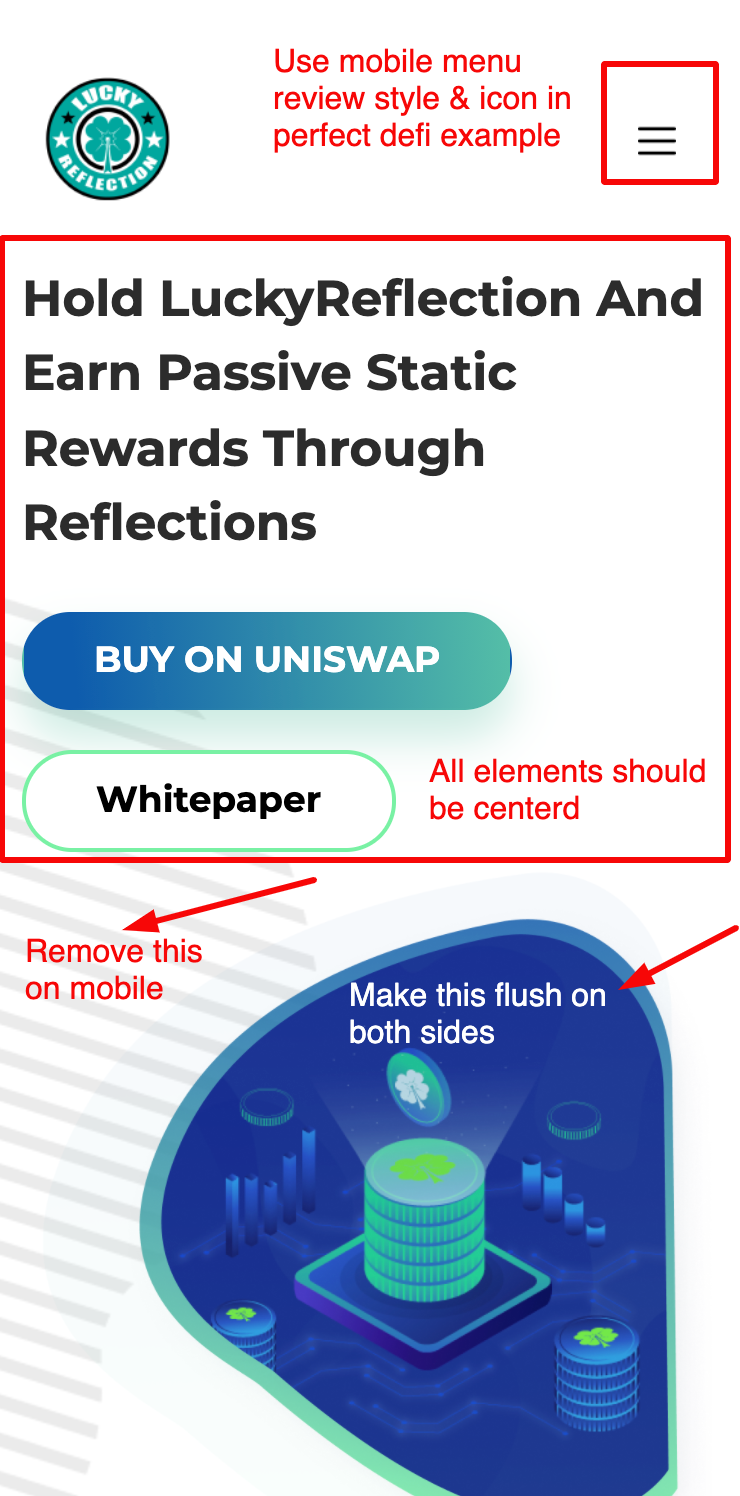 Use mobile menu
review style & icon in
perfect defi example
LUCKY
REFLECTION
Hold LuckyReflection And
Earn Passive Static
Rewards Through
Reflections
BUY ON UNISWAP
Whitepaper
All elements should
be centerd
Remove this
on mobile
Make this flush on
both sides